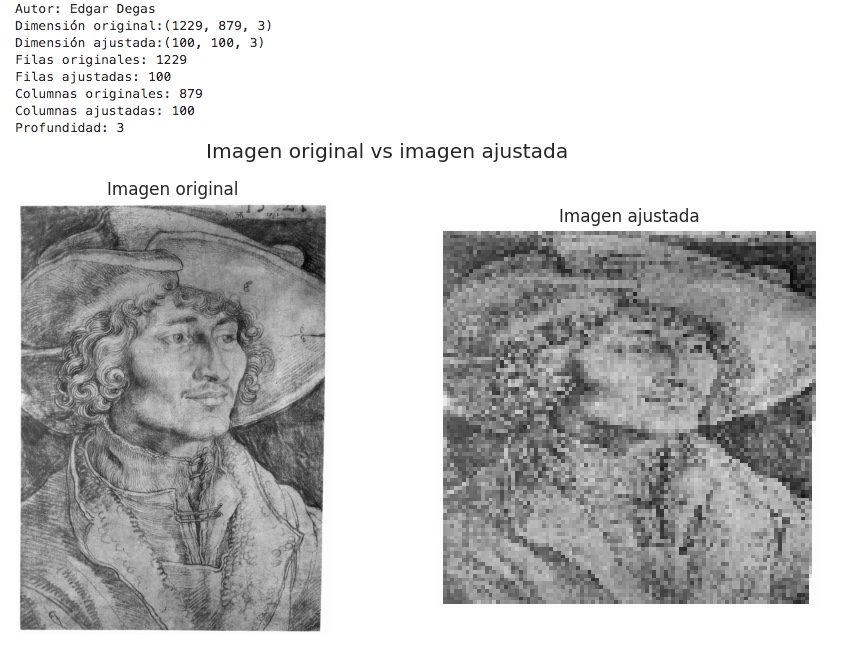 Autor: Edgar Degas
Dimensión original:(1229, 879, 3)
Dimensión ajustada:(100, 100, 3)
Filas originales: 1229
Filas ajustadas: 100
Columnas originales: 879
Columnas ajustadas: 100
Profundidad: 3
Imagen original vs imagen ajustada
Imagen original
Imagen ajustada